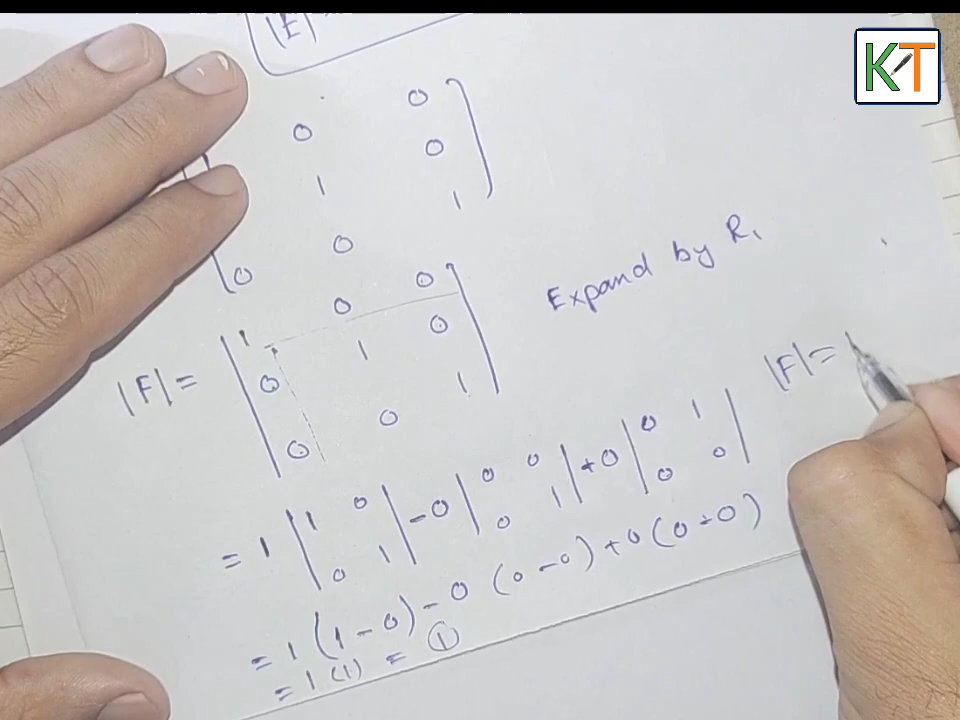 KT
|E|
0 0
1 0
0 0 1
|F| = | 1 0 0 |
| 0 1 0 |
| 0 0 1 |
Expand by R₁
= 1 | 1 0 | - 0 | 0 0 | + 0 | 0 1 |
| 0 1 | | 0 1 | | 0 0 |
|F| =
= 1 (1 - 0) - 0 (0 - 0) + 0 (0 - 0)
= 1 (1) = ①